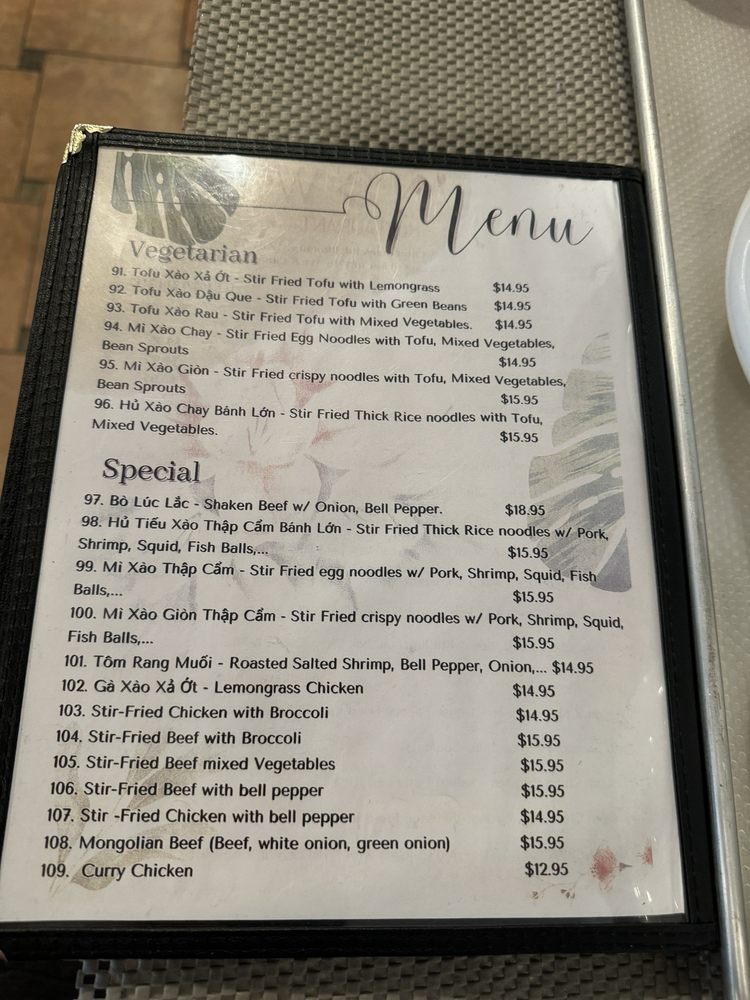 Menu
Vegetarian
91. Tofu Xào Xả Ớt - Stir Fried Tofu with Lemongrass $14.95
92. Tofu Xào Dậu Que - Stir Fried Tofu with Green Beans $14.95
93. Tofu Xào Rau - Stir Fried Tofu with Mixed Vegetables. $14.95
94. Mì Xào Chay - Stir Fried Egg Noodles with Tofu, Mixed Vegetables,
Bean Sprouts $14.95
95. Mì Xào Giòn - Stir Fried crispy noodles with Tofu, Mixed Vegetables,
Bean Sprouts $15.95
96. Hủ Xào Chay Bánh Lớn - Stir Fried Thick Rice noodles with Tofu,
Mixed Vegetables. $15.95
Special
97. Bò Lúc Lắc - Shaken Beef w/ Onion, Bell Pepper. $18.95
98. Hủ Tiếu Xào Thập Cẩm Bánh Lớn - Stir Fried Thick Rice noodles w/ Pork,
Shrimp, Squid, Fish Balls,... $15.95
99. Mì Xào Thập Cẩm - Stir Fried egg noodles w/ Pork, Shrimp, Squid, Fish
Balls,... $15.95
100. Mì Xào Giòn Thập Cẩm - Stir Fried crispy noodles w/ Pork, Shrimp, Squid,
Fish Balls,... $15.95
101. Tôm Rang Muối - Roasted Salted Shrimp, Bell Pepper, Onion,... $14.95
102. Gà Xào Xả Ớt - Lemongrass Chicken $14.95
103. Stir-Fried Chicken with Broccoli $14.95
104. Stir-Fried Beef with Broccoli $15.95
105. Stir-Fried Beef mixed Vegetables $15.95
106. Stir-Fried Beef with bell pepper $15.95
107. Stir -Fried Chicken with bell pepper $14.95
108. Mongolian Beef (Beef, white onion, green onion) $15.95
109. Curry Chicken $12.95